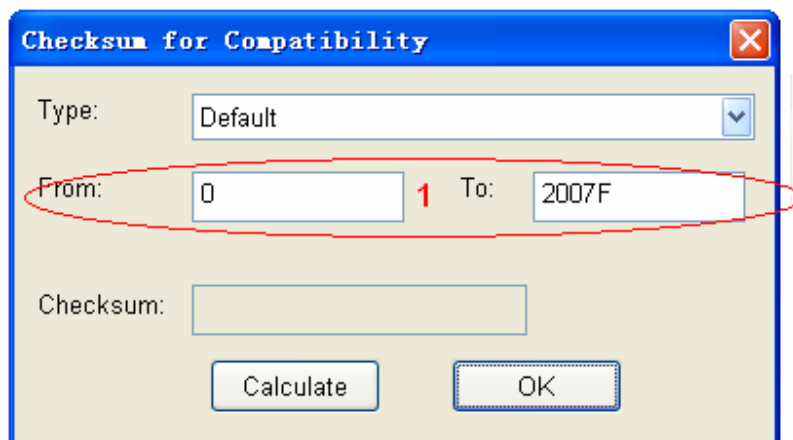 Checksum for Compatibility
Type: Default
From: 0 1 To: 2007F
Checksum:
Calculate OK